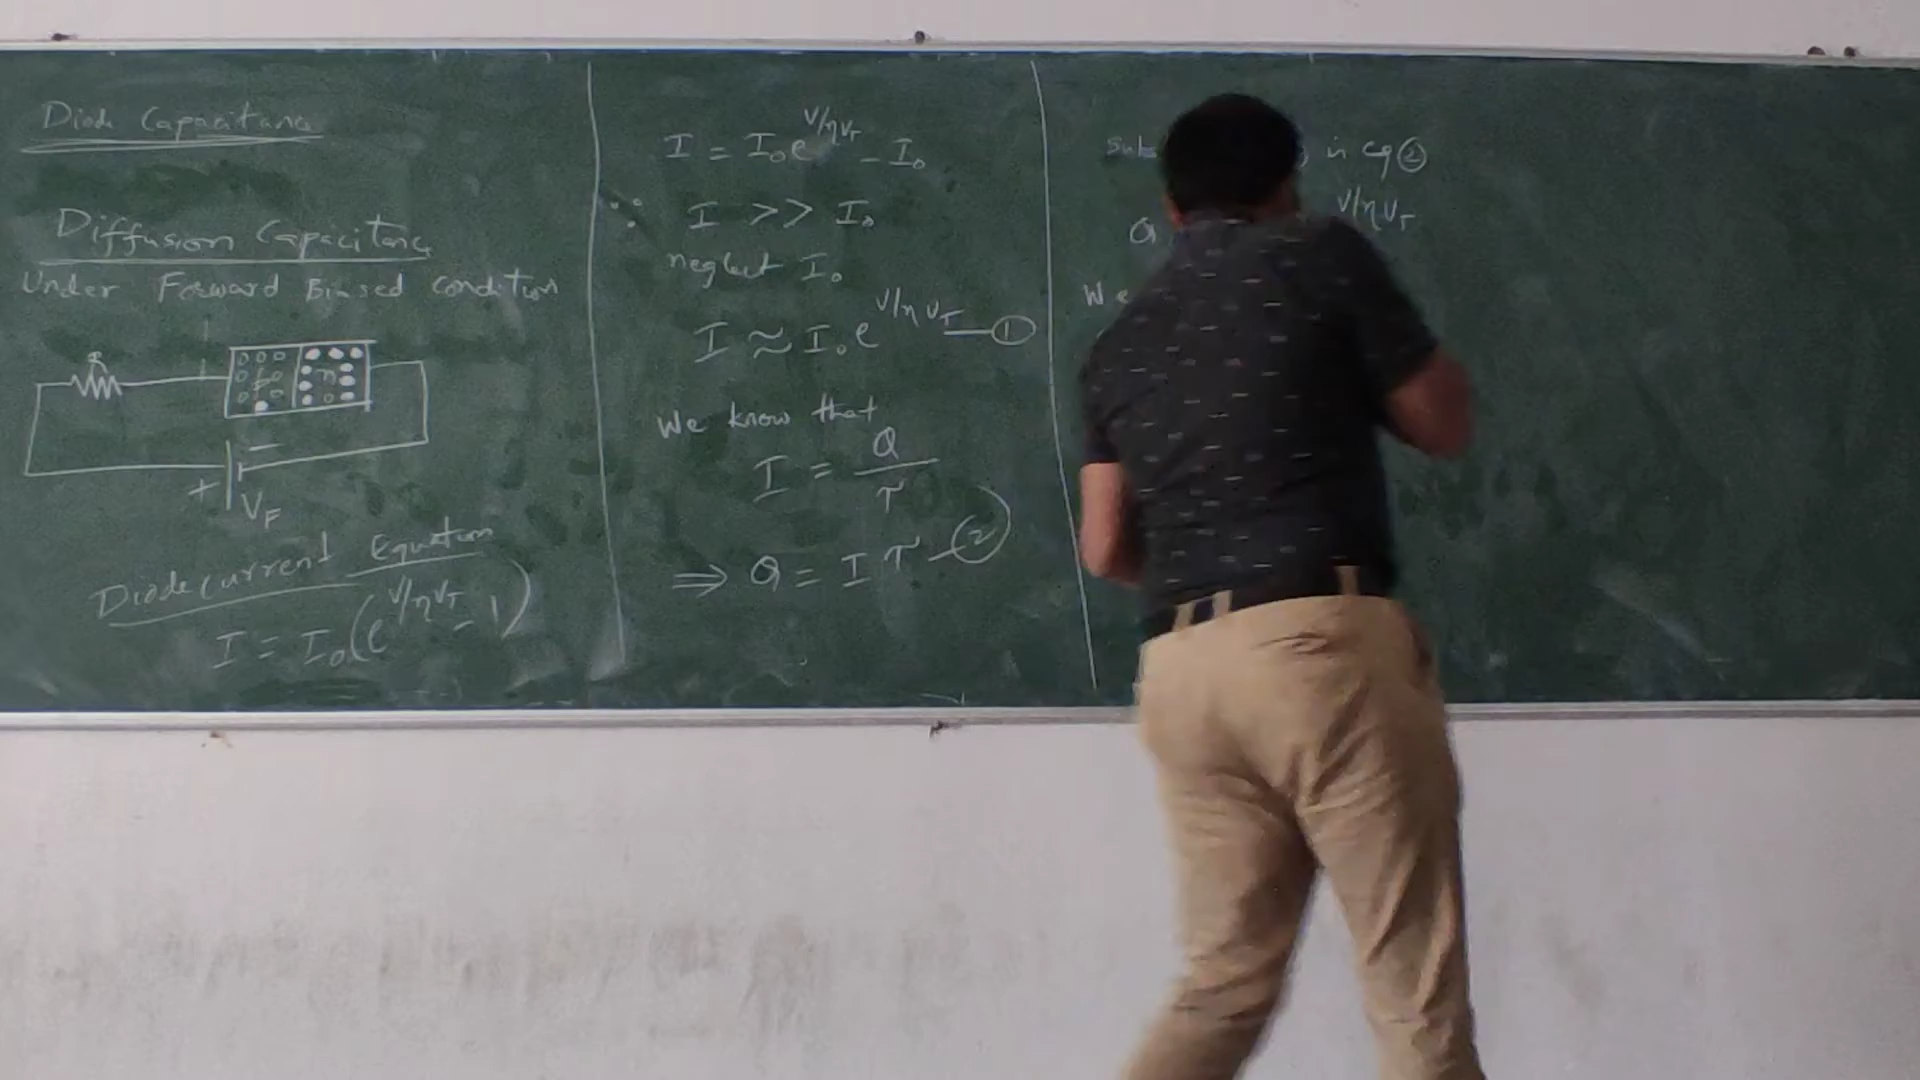 Diode Capacitance
Diffusion Capacitance
Under Forward Biased condition
R
p n
+ −
V_F
Diode current Equation
I = I₀(e^{V/ηV_T} − 1)
I = I₀e^{V/ηV_T} − I₀
∵ I >> I₀
neglect I₀
I ≈ I₀e^{V/ηV_T} — ①
We know that
I = Q/τ
⇒ Q = Iτ — ②
in eq ②
Q V/ηV_T
We